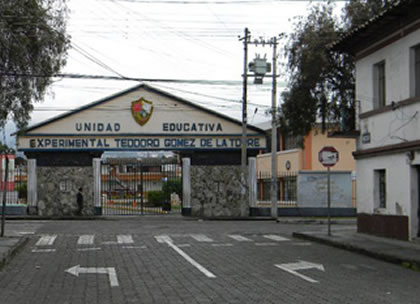 UNIDAD EDUCATIVA
EXPERIMENTAL TEODORO GOMEZ DE LA TORRE